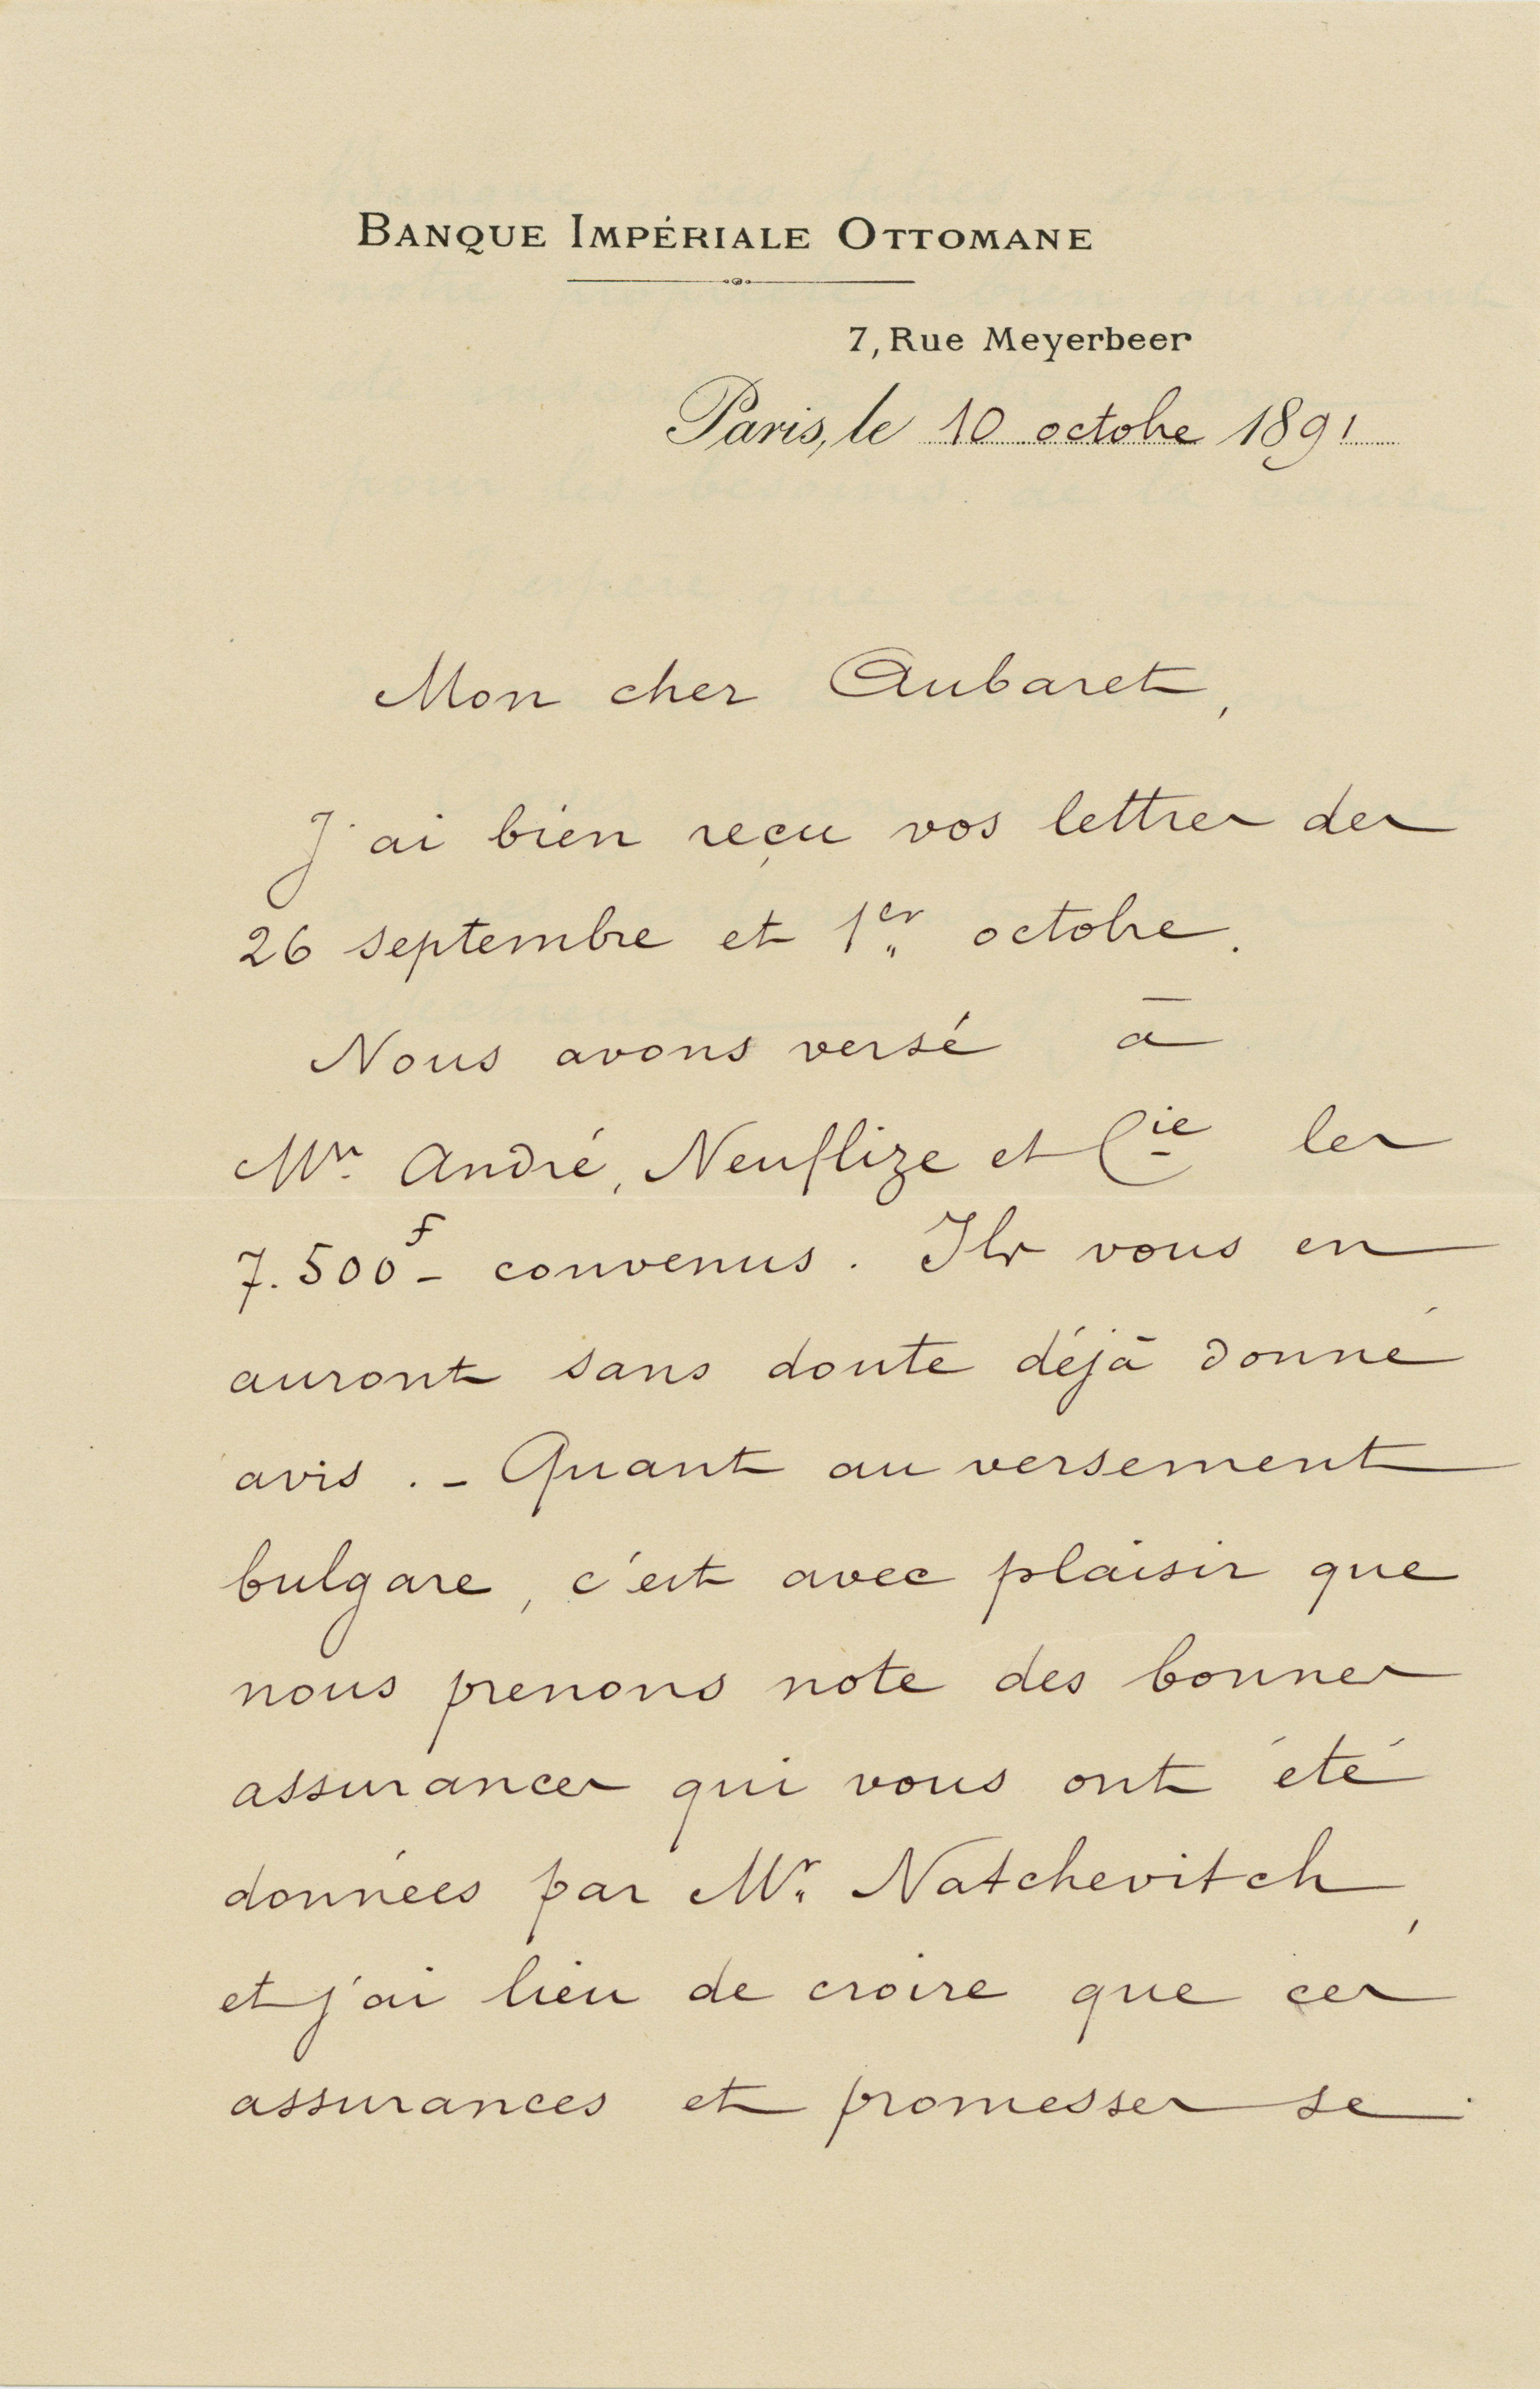 BANQUE IMPÉRIALE OTTOMANE
7, Rue Meyerbeer
Paris, le 10 octobre 1891
Mon cher Aubaret,
J'ai bien reçu vos lettres des
26 septembre et 1er octobre.
Nous avons versé à
Mrs André, Neuflize et Cie les
7.500f - convenus. Ils vous en
auront sans doute déjà donné
avis. - Quant au versement
bulgare, c'est avec plaisir que
nous prenons note des bonnes
assurances qui vous ont été
données par Mr. Natchevitch,
et j'ai lieu de croire que ces
assurances et promesses se